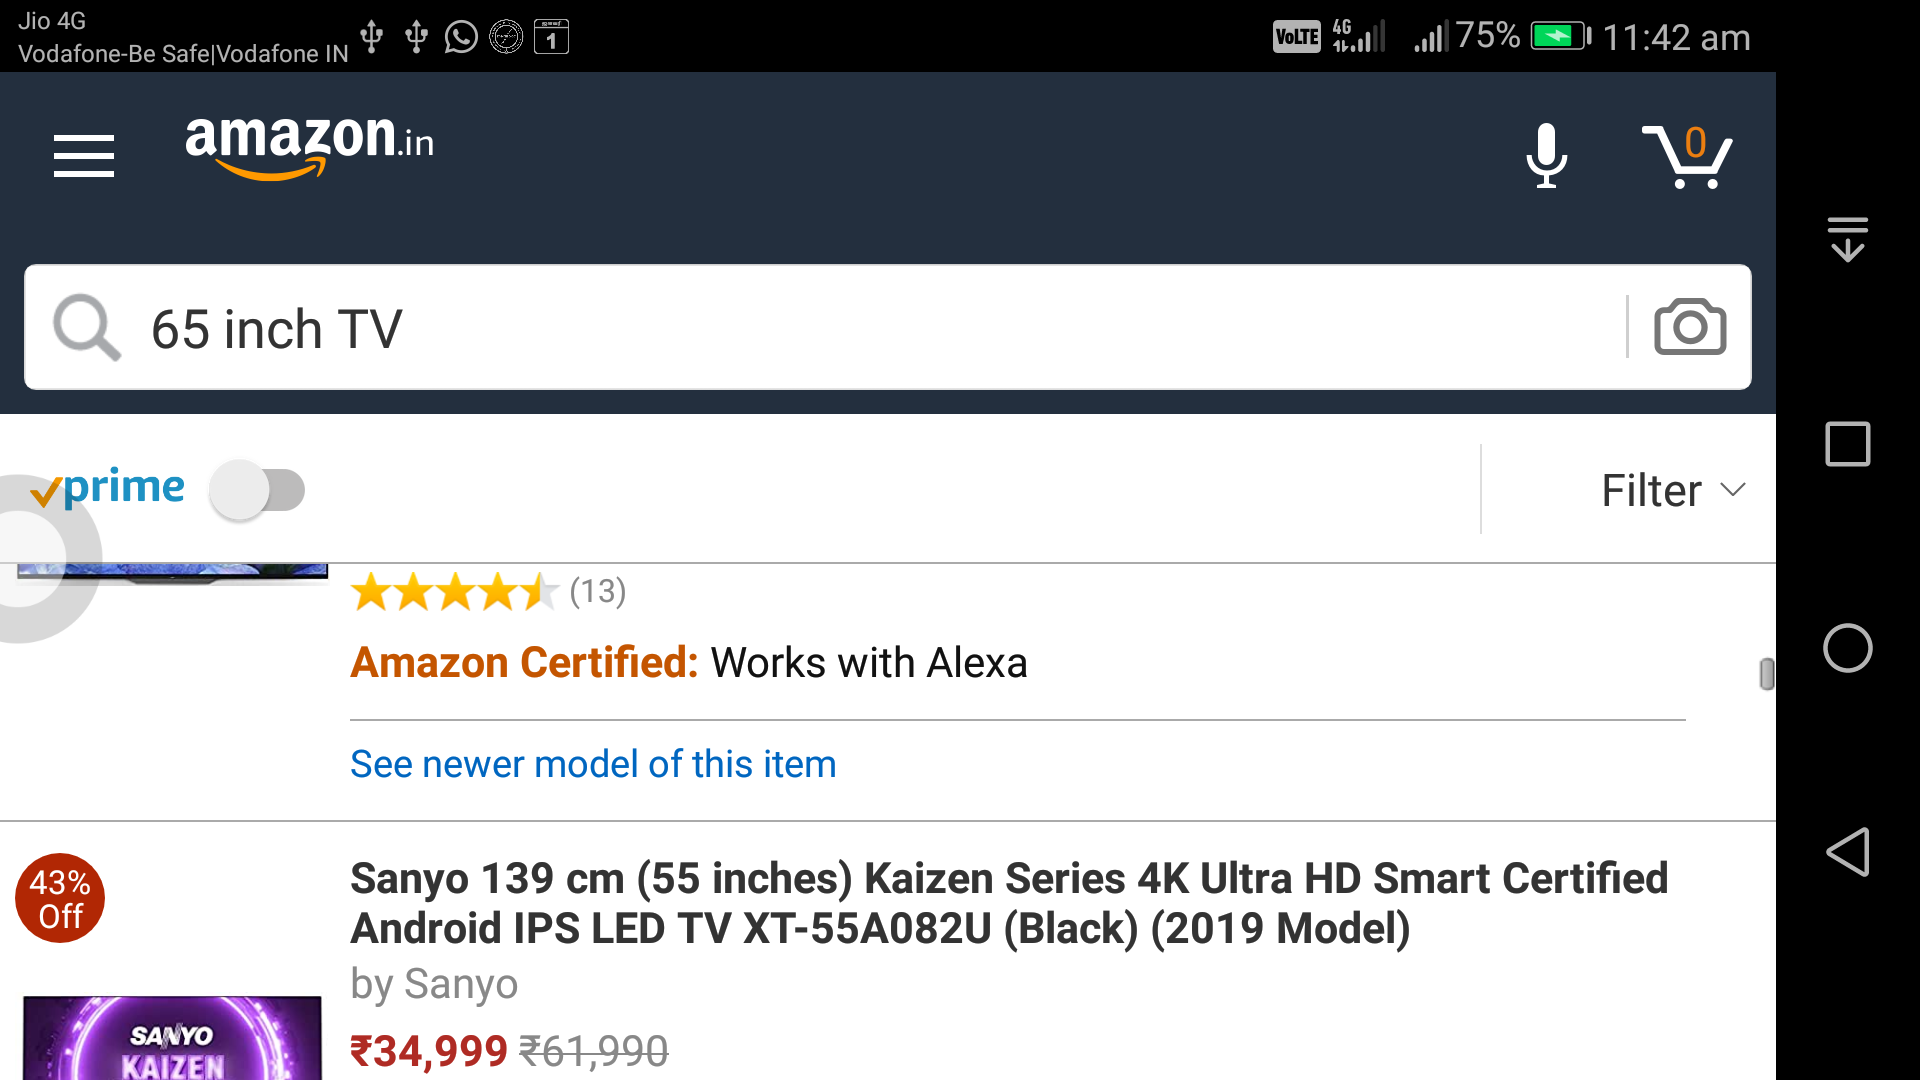 Jio 4G
Vodafone-Be Safe|Vodafone IN
1
VoLTE 4G 75% 11:42 am
amazon.in
0
65 inch TV
prime
Filter
(13)
Amazon Certified: Works with Alexa
See newer model of this item
43%
Off
Sanyo 139 cm (55 inches) Kaizen Series 4K Ultra HD Smart Certified
Android IPS LED TV XT-55A082U (Black) (2019 Model)
by Sanyo
₹34,999 ₹61,990
SANYO
KAIZEN